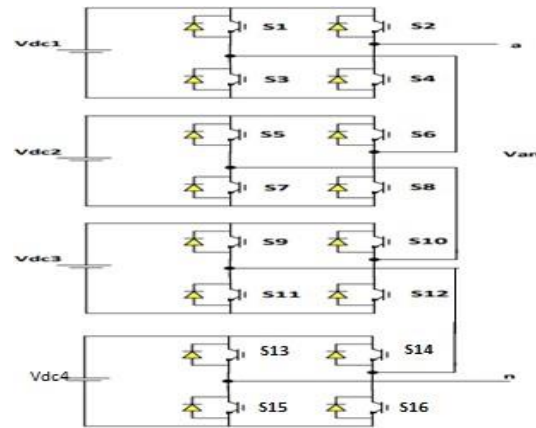 S1 S2
Vdc1
a
S3 S4
S5 S6
Vdc2
Van
S7 S8
S9 S10
Vdc3
S11 S12
S13 S14
Vdc4
n
S15 S16